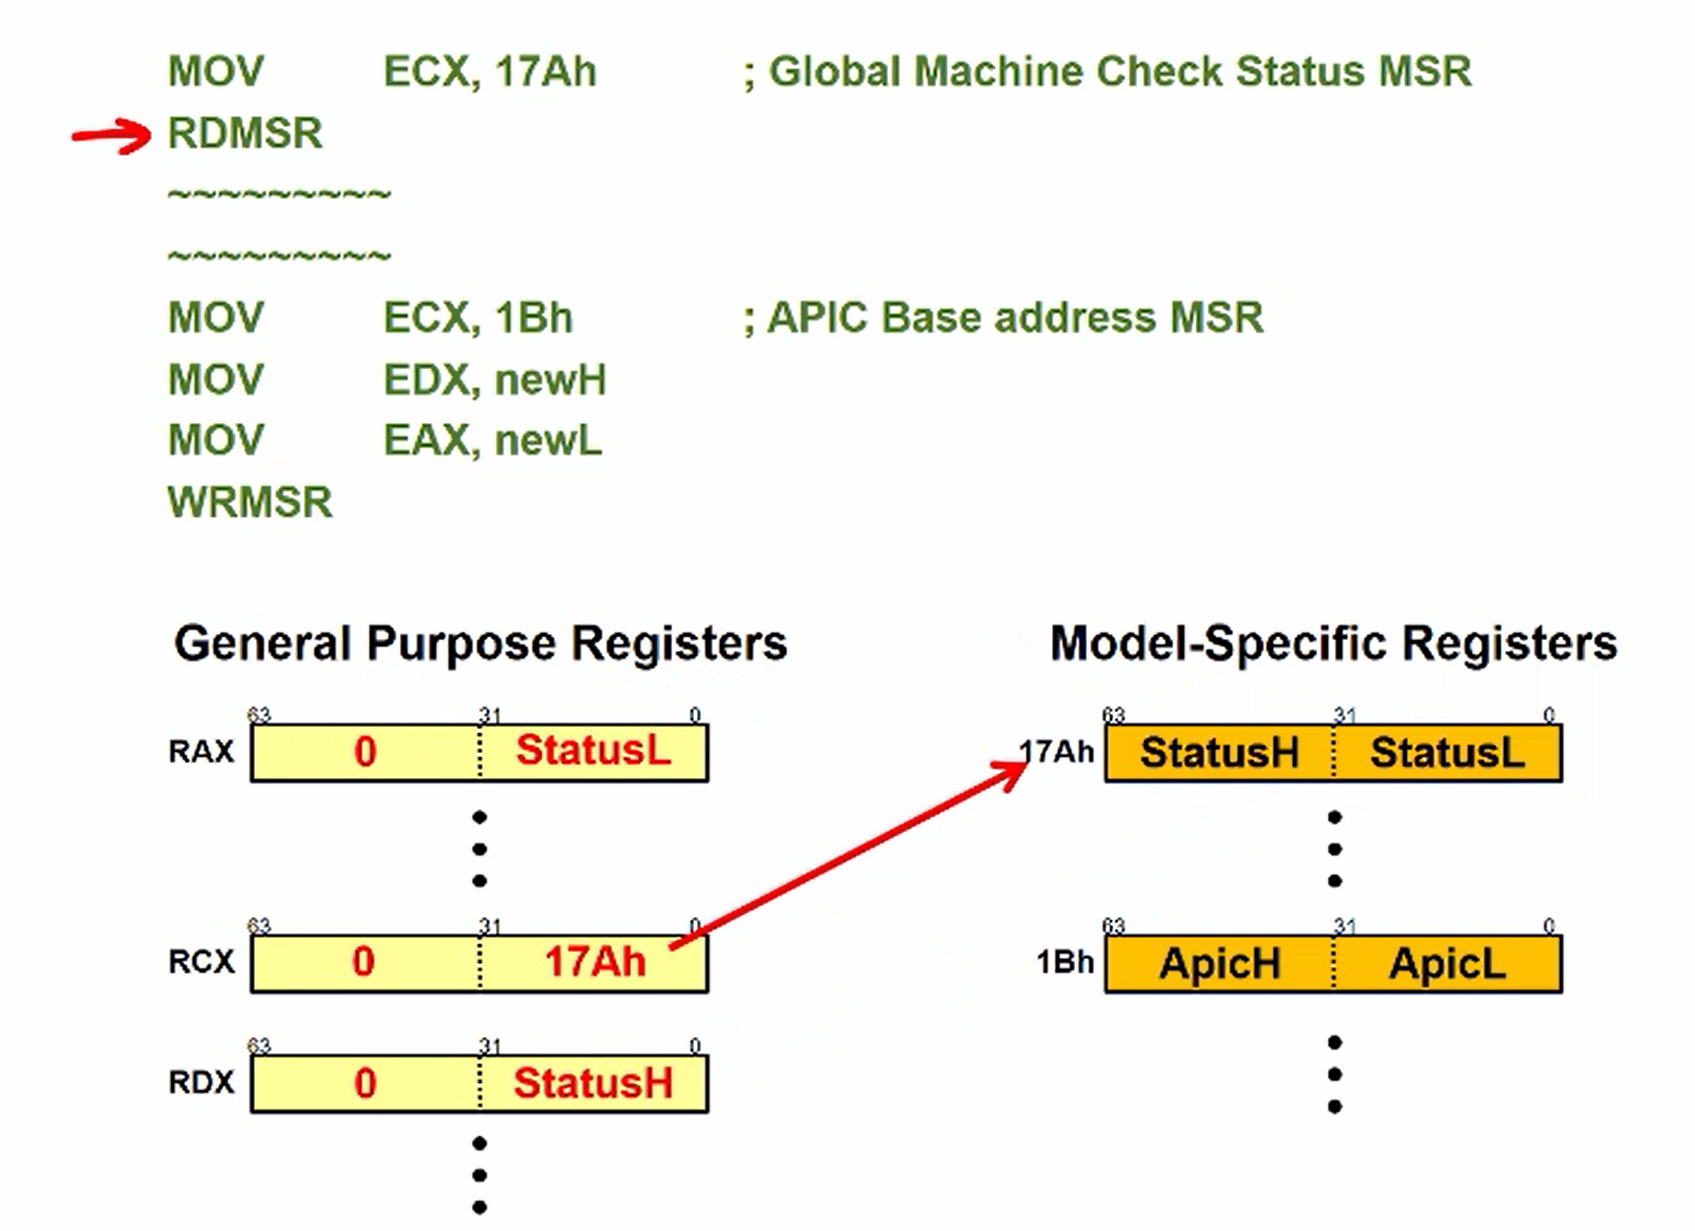 MOV ECX, 17Ah ; Global Machine Check Status MSR
RDMSR
~~~~~~~~~
~~~~~~~~~
MOV ECX, 1Bh ; APIC Base address MSR
MOV EDX, newH
MOV EAX, newL
WRMSR
General Purpose Registers
63 31 0
RAX 0 StatusL
63 31 0
RCX 0 17Ah
63 31 0
RDX 0 StatusH
Model-Specific Registers
63 31 0
17Ah StatusH StatusL
63 31 0
1Bh ApicH ApicL